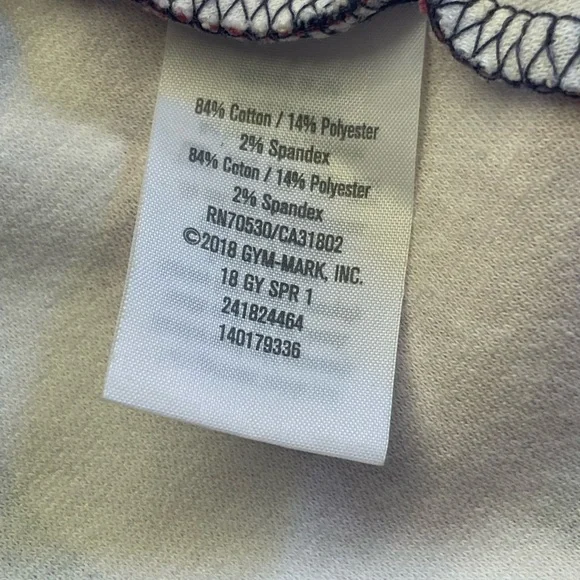 84% Cotton / 14% Polyester
2% Spandex
84% Coton / 14% Polyester
2% Spandex
RN70530/CA31802
©2018 GYM-MARK, INC.
18 GY SPR 1
241824464
140179336